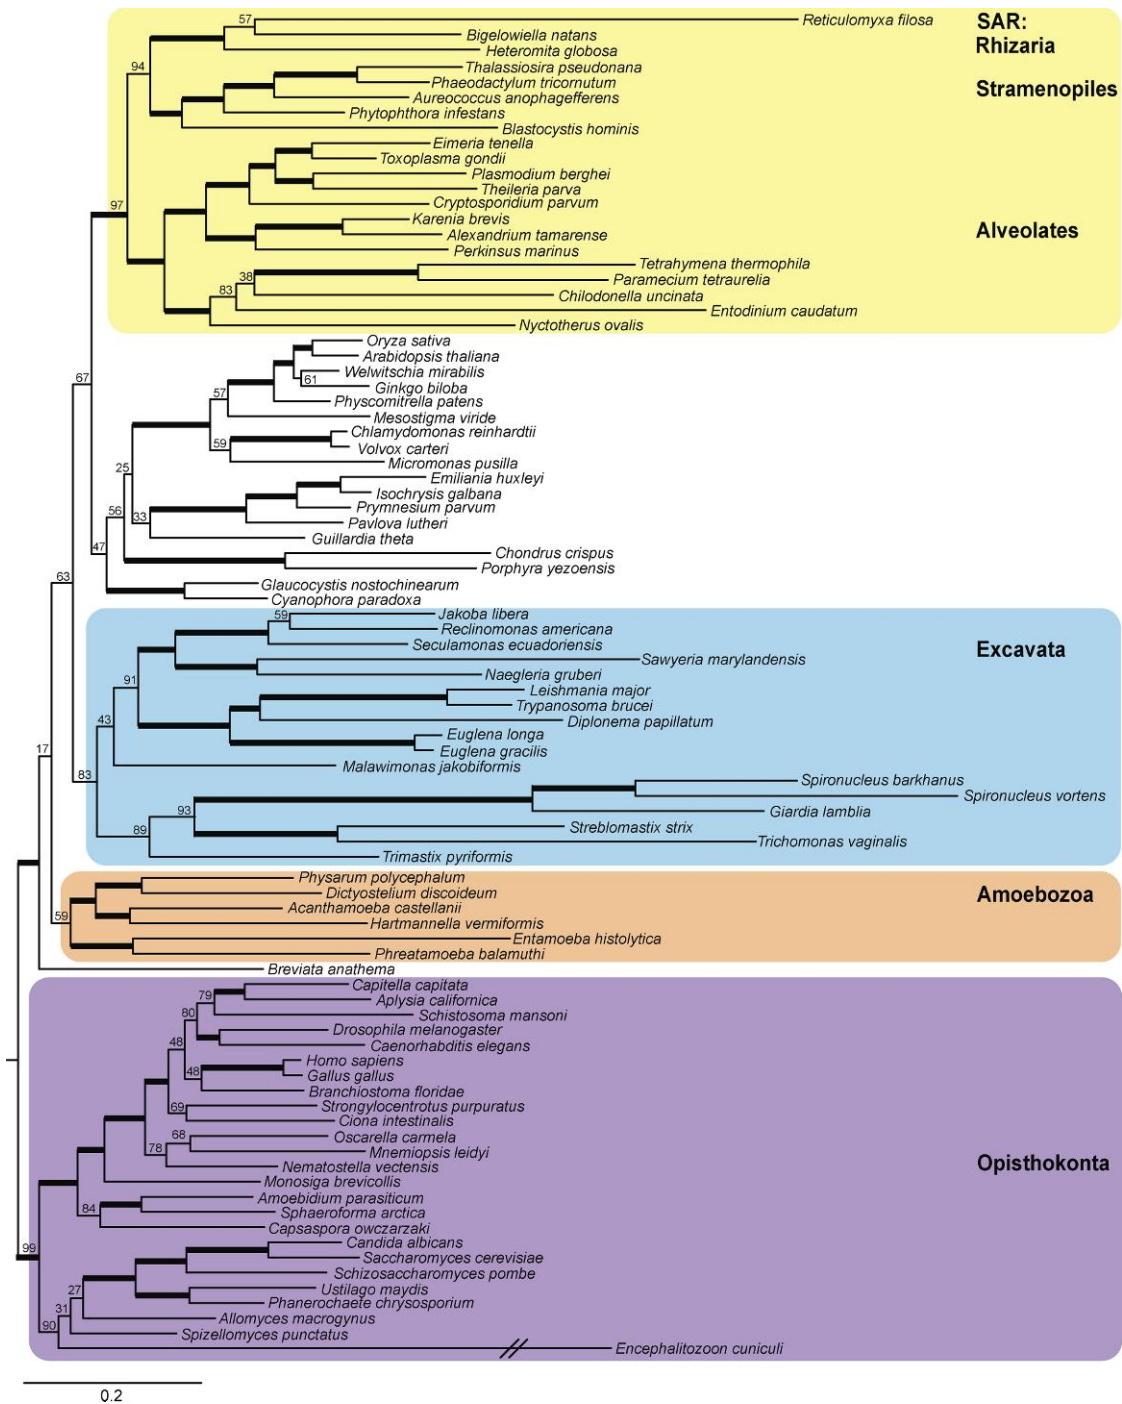 57
Reticulomyxa filosa
SAR:
Bigelowiella natans
Rhizaria
Heteromita globosa
94
Thalassiosira pseudonana
Phaeodactylum tricornutum
Stramenopiles
Aureococcus anophagefferens
Phytophthora infestans
Blastocystis hominis
Eimeria tenella
Toxoplasma gondii
Plasmodium berghei
Theileria parva
97
Cryptosporidium parvum
Karenia brevis
Alveolates
Alexandrium tamarense
Perkinsus marinus
Tetrahymena thermophila
38
Paramecium tetraurelia
83
Chilodonella uncinata
Entodinium caudatum
Nyctotherus ovalis
Oryza sativa
Arabidopsis thaliana
Welwitschia mirabilis
67
61
Ginkgo biloba
57
Physcomitrella patens
Mesostigma viride
Chlamydomonas reinhardtii
59
Volvox carteri
Micromonas pusilla
25
Emiliania huxleyi
Isochrysis galbana
Prymnesium parvum
56
33
Pavlova lutheri
Guillardia theta
47
Chondrus crispus
Porphyra yezoensis
63
Glaucocystis nostochinearum
Cyanophora paradoxa
59
Jakoba libera
Reclinomonas americana
Seculamonas ecuadoriensis
Excavata
Sawyeria marylandensis
Naegleria gruberi
91
Leishmania major
Trypanosoma brucei
43
Diplonema papillatum
Euglena longa
17
Euglena gracilis
Malawimonas jakobiformis
83
Spironucleus barkhanus
Spironucleus vortens
93
Giardia lamblia
89
Streblomastix strix
Trichomonas vaginalis
Trimastix pyriformis
Physarum polycephalum
Dictyostelium discoideum
Amoebozoa
Acanthamoeba castellanii
59
Hartmannella vermiformis
Entamoeba histolytica
Phreatamoeba balamuthi
Breviata anathema
Capitella capitata
79
Aplysia californica
80
Schistosoma mansoni
Drosophila melanogaster
48
Caenorhabditis elegans
Homo sapiens
48
Gallus gallus
Branchiostoma floridae
69
Strongylocentrotus purpuratus
Ciona intestinalis
68
Oscarella carmela
78
Mnemiopsis leidyi
Nematostella vectensis
Opisthokonta
Monosiga brevicollis
Amoebidium parasiticum
84
Sphaeroforma arctica
Capsaspora owczarzaki
99
Candida albicans
Saccharomyces cerevisiae
Schizosaccharomyces pombe
27
Ustilago maydis
Phanerochaete chrysosporium
31
Allomyces macrogynus
90
Spizellomyces punctatus
Encephalitozoon cuniculi
0.2